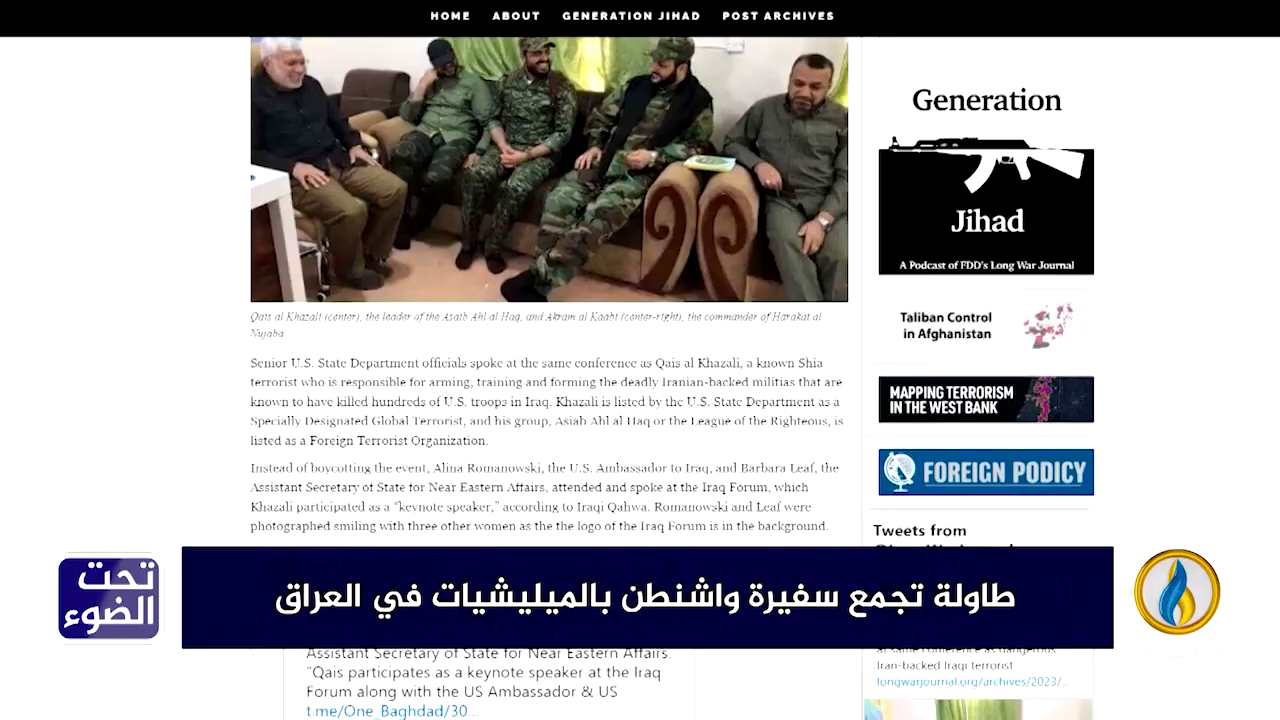 HOME ABOUT GENERATION JIHAD POST ARCHIVES
Qais al Khazali (center), the leader of the Asaib Ahl al Haq, and Akram al Kaabi (center-right), the commander of Harakat al
Nujaba
Senior U.S. State Department officials spoke at the same conference as Qais al Khazali, a known Shia
terrorist who is responsible for arming, training and forming the deadly Iranian-backed militias that are
known to have killed hundreds of U.S. troops in Iraq. Khazali is listed by the U.S. State Department as a
Specially Designated Global Terrorist, and his group, Asiab Ahl al Haq or the League of the Righteous, is
listed as a Foreign Terrorist Organization.
Instead of boycotting the event, Alina Romanowski, the U.S. Ambassador to Iraq, and Barbara Leaf, the
Assistant Secretary of State for Near Eastern Affairs, attended and spoke at the Iraq Forum, which
Khazali participated as a “keynote speaker,” according to Iraqi Qahwa. Romanowski and Leaf were
photographed smiling with three other women as the the logo of the Iraq Forum is in the background.
Assistant Secretary of State for Near Eastern Affairs.
"Qais participates as a keynote speaker at the Iraq
Forum along with the US Ambassador & US
t.me/One_Baghdad/30...
Generation
Jihad
A Podcast of FDD's Long War Journal
Taliban Control
in Afghanistan
MAPPING TERRORISM
IN THE WEST BANK
FOREIGN PODICY
Tweets from
at same conference as dangerous
Iran-backed Iraqi terrorist
longwarjournal.org/archives/2023/...
تحت
الضوء
طاولة تجمع سفيرة واشنطن بالميليشيات في العراق